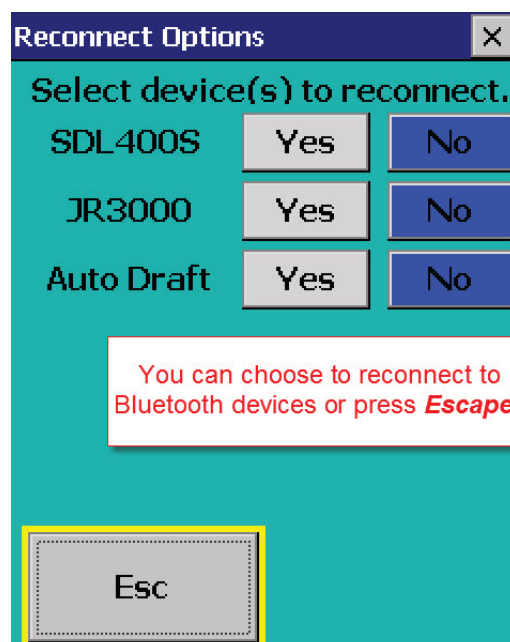 Reconnect Options
Select device(s) to reconnect.
SDL400S Yes No
JR3000 Yes No
Auto Draft Yes No
You can choose to reconnect to
Bluetooth devices or press Escape
Esc